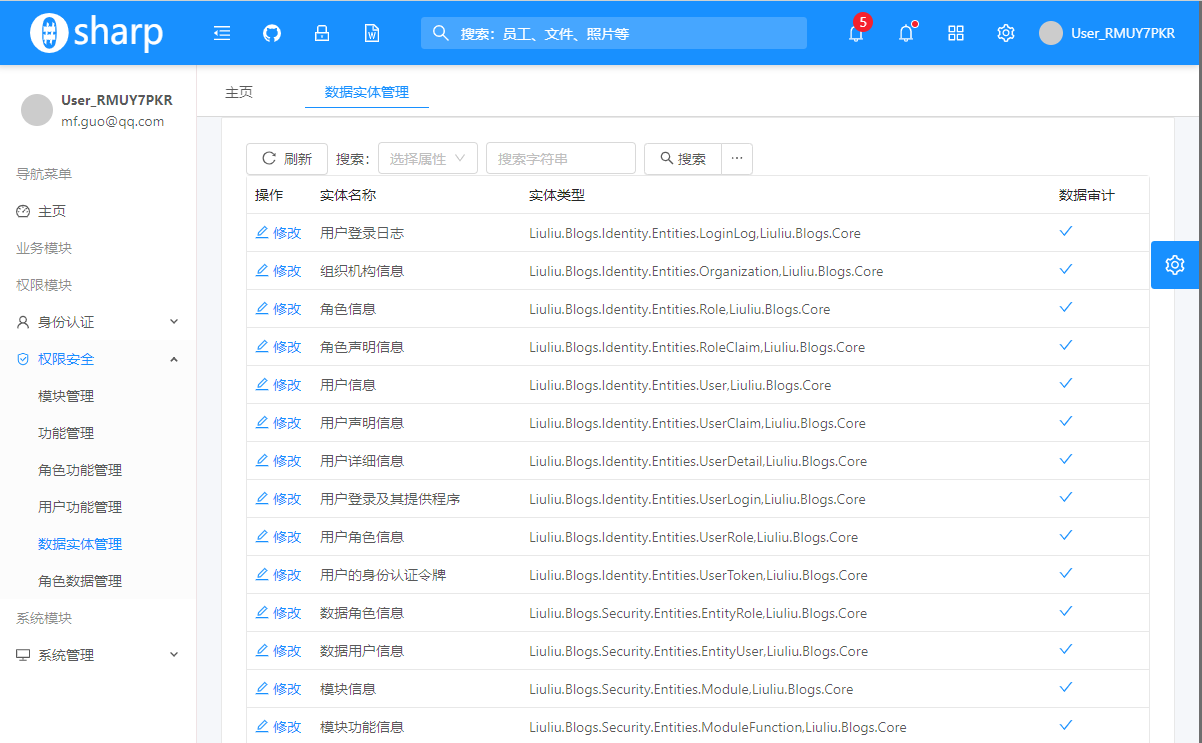 sharp
搜索：员工、文件、照片等
5
User_RMUY7PKR
User_RMUY7PKR
mf.guo@qq.com
导航菜单
主页
业务模块
权限模块
身份认证
权限安全
模块管理
功能管理
角色功能管理
用户功能管理
数据实体管理
角色数据管理
系统模块
系统管理
主页 数据实体管理
刷新 搜索： 选择属性 搜索字符串 搜索 ···
操作 实体名称 实体类型 数据审计
修改 用户登录日志 Liuliu.Blogs.Identity.Entities.LoginLog,Liuliu.Blogs.Core
修改 组织机构信息 Liuliu.Blogs.Identity.Entities.Organization,Liuliu.Blogs.Core
修改 角色信息 Liuliu.Blogs.Identity.Entities.Role,Liuliu.Blogs.Core
修改 角色声明信息 Liuliu.Blogs.Identity.Entities.RoleClaim,Liuliu.Blogs.Core
修改 用户信息 Liuliu.Blogs.Identity.Entities.User,Liuliu.Blogs.Core
修改 用户声明信息 Liuliu.Blogs.Identity.Entities.UserClaim,Liuliu.Blogs.Core
修改 用户详细信息 Liuliu.Blogs.Identity.Entities.UserDetail,Liuliu.Blogs.Core
修改 用户登录及其提供程序 Liuliu.Blogs.Identity.Entities.UserLogin,Liuliu.Blogs.Core
修改 用户角色信息 Liuliu.Blogs.Identity.Entities.UserRole,Liuliu.Blogs.Core
修改 用户的身份认证令牌 Liuliu.Blogs.Identity.Entities.UserToken,Liuliu.Blogs.Core
修改 数据角色信息 Liuliu.Blogs.Security.Entities.EntityRole,Liuliu.Blogs.Core
修改 数据用户信息 Liuliu.Blogs.Security.Entities.EntityUser,Liuliu.Blogs.Core
修改 模块信息 Liuliu.Blogs.Security.Entities.Module,Liuliu.Blogs.Core
修改 模块功能信息 Liuliu.Blogs.Security.Entities.ModuleFunction,Liuliu.Blogs.Core